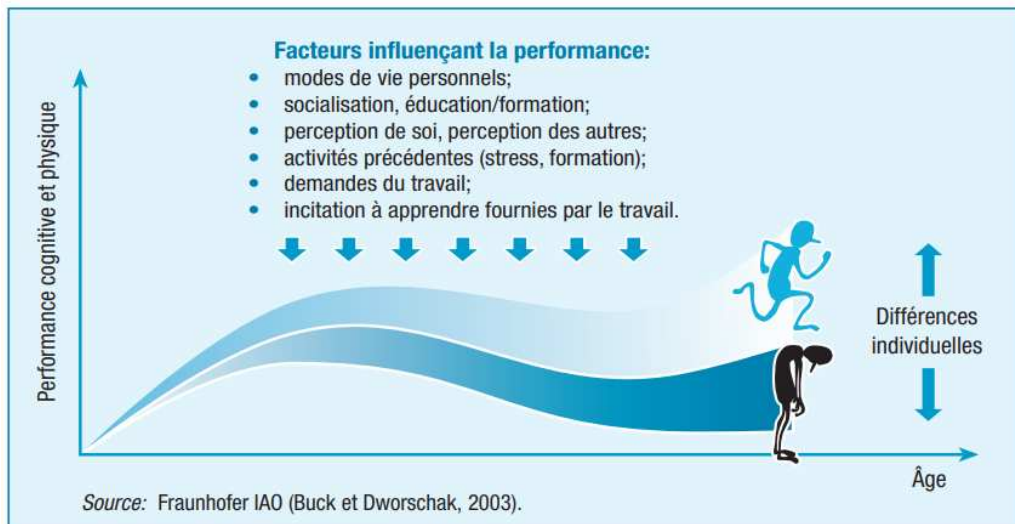 Facteurs influençant la performance:
• modes de vie personnels;
• socialisation, éducation/formation;
• perception de soi, perception des autres;
• activités précédentes (stress, formation);
• demandes du travail;
• incitation à apprendre fournies par le travail.
Performance cognitive et physique
Différences
individuelles
Âge
Source: Fraunhofer IAO (Buck et Dworschak, 2003).